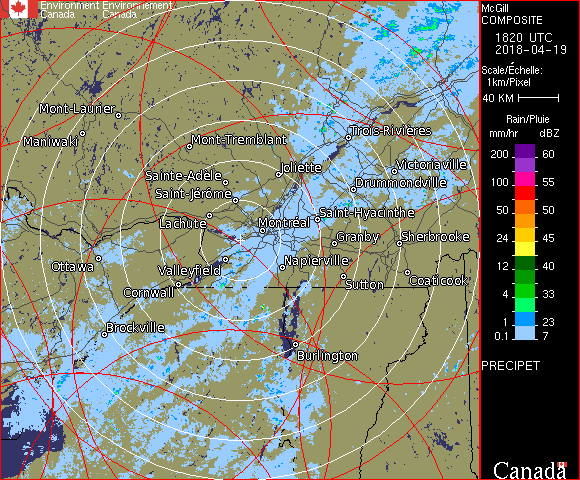 Environment Environnement
Canada Canada
Mont-Laurier
Maniwaki
Mont-Tremblant
Trois-Rivières
Sainte-Adèle
Joliette
Victoriaville
Saint-Jérôme
Drummondville
Lachute
Montréal
Saint-Hyacinthe
Granby
Sherbrooke
Ottawa
Valleyfield
Napierville
Cornwall
Sutton
Coaticook
Brockville
Burlington
McGill
COMPOSITE
1820 UTC
2018-04-19
Scale/Échelle:
1km/Pixel
40 KM
Rain/Pluie
mm/hr dBZ
200 60
100 55
50 50
24 45
12 40
4 33
1 23
0.1 7
PRECIPET
Canada